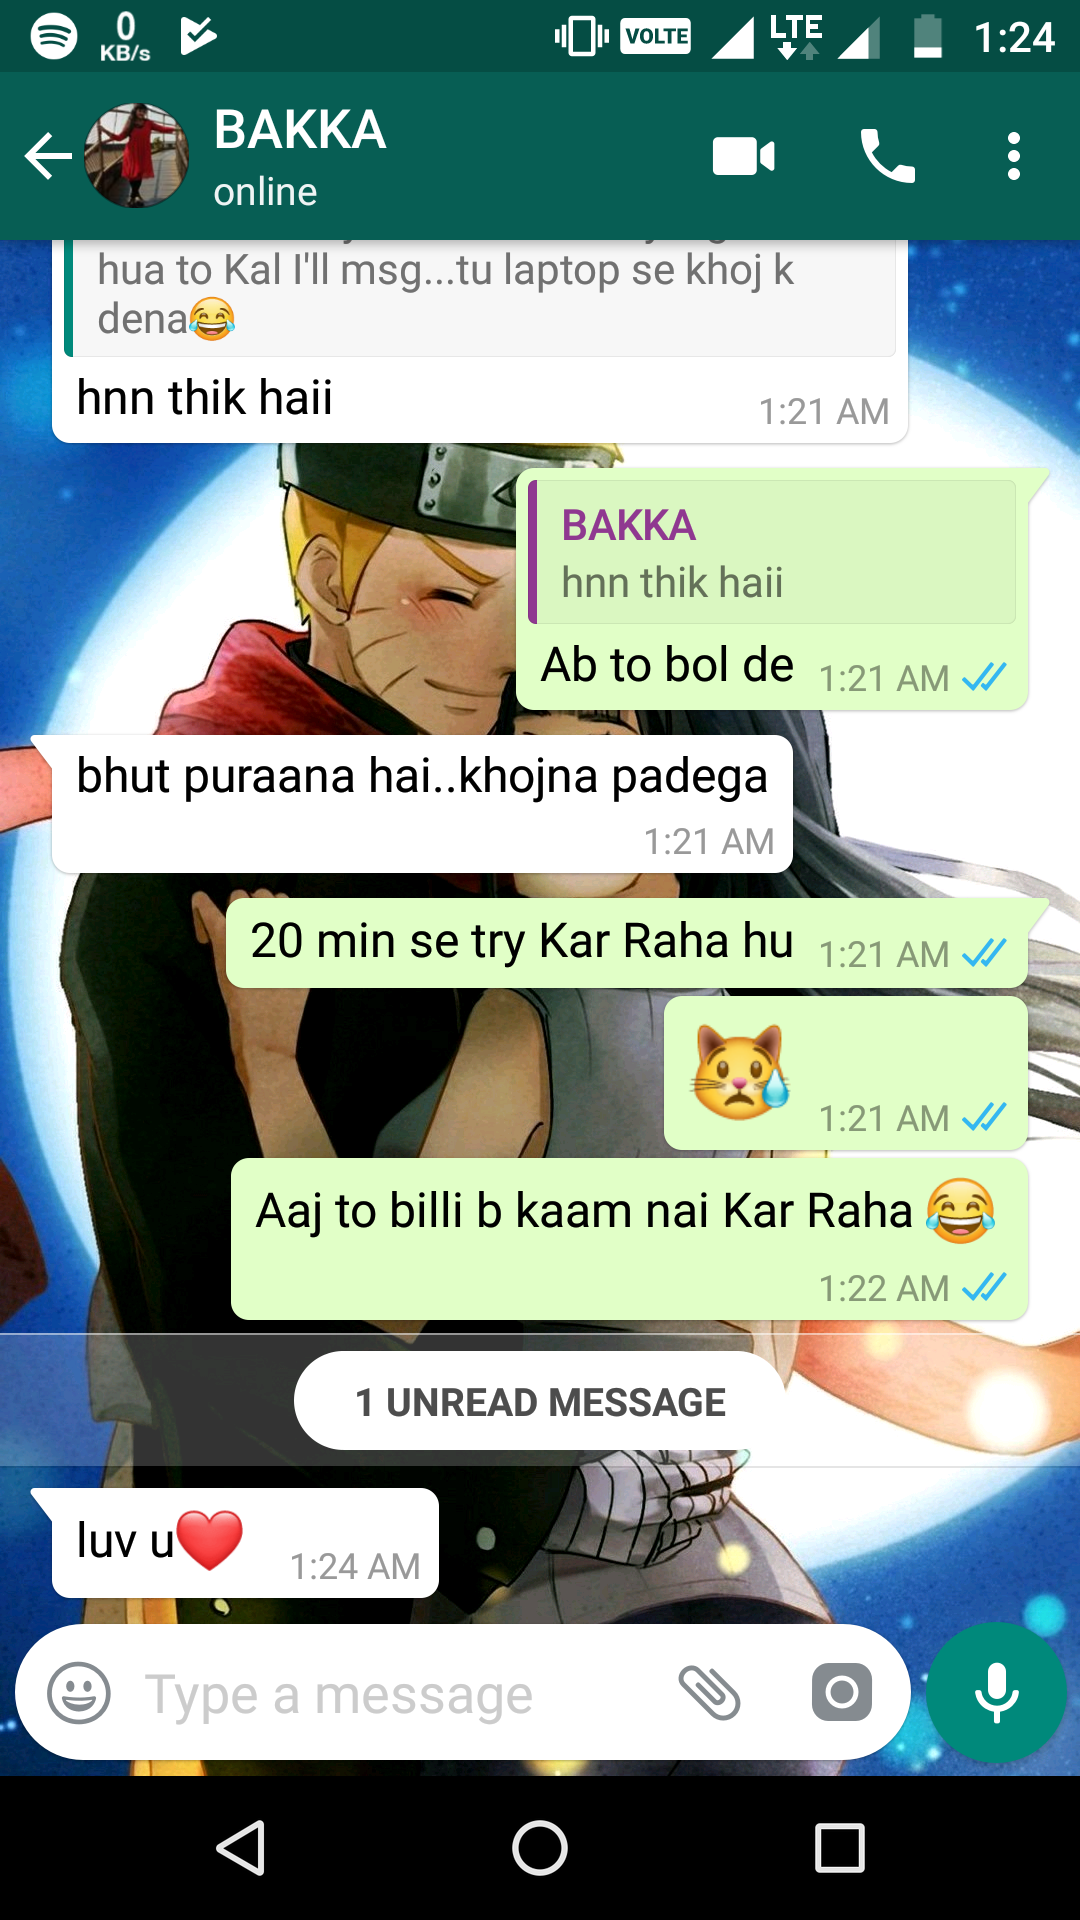 0
KB/s
VOLTE
LTE
1:24
BAKKA
online
hua to Kal I'll msg...tu laptop se khoj k
dena😂
hnn thik haii
1:21 AM
BAKKA
hnn thik haii
Ab to bol de 1:21 AM
bhut puraana hai..khojna padega
1:21 AM
20 min se try Kar Raha hu 1:21 AM
😿 1:21 AM
Aaj to billi b kaam nai Kar Raha 😂
1:22 AM
1 UNREAD MESSAGE
luv u❤️ 1:24 AM
Type a message